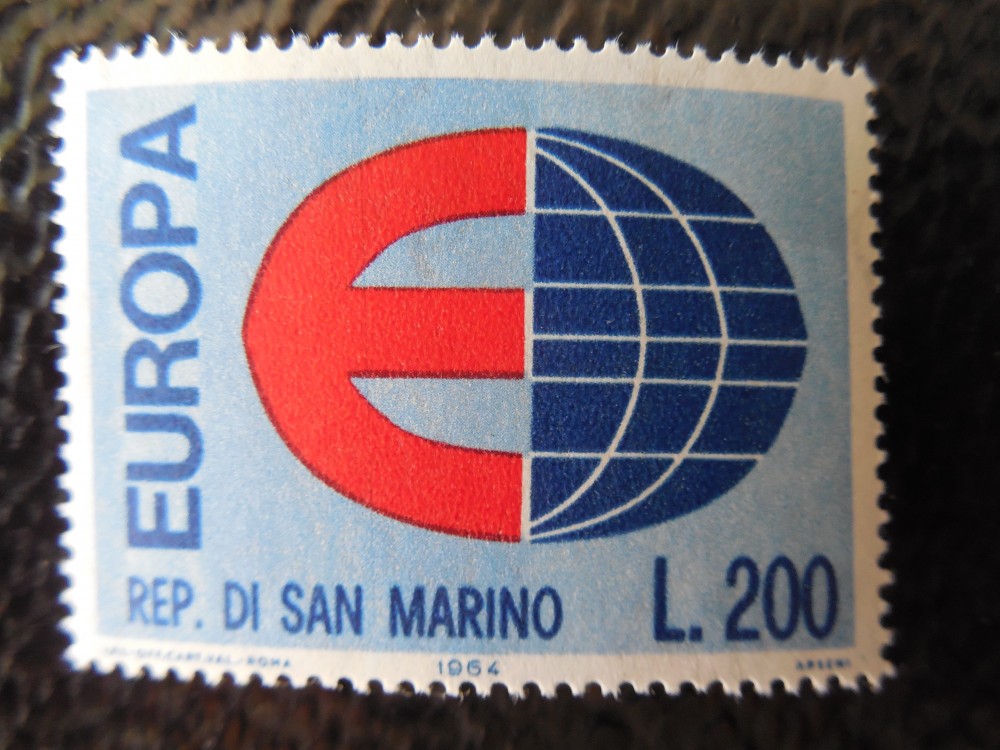 EUROPA
REP. DI SAN MARINO
L. 200
1964